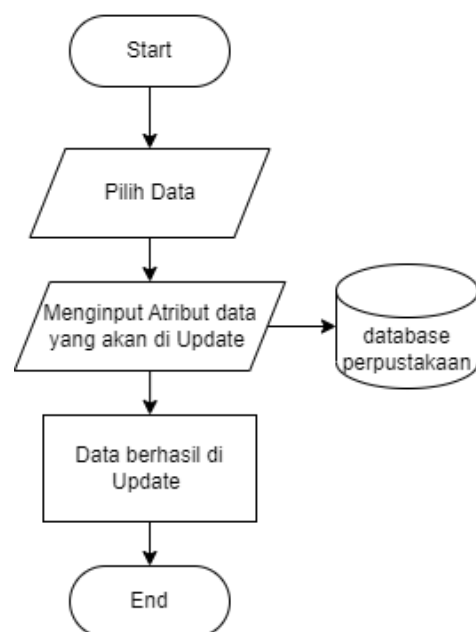 Start
Pilih Data
Menginput Atribut data
yang akan di Update
database
perpustakaan
Data berhasil di
Update
End